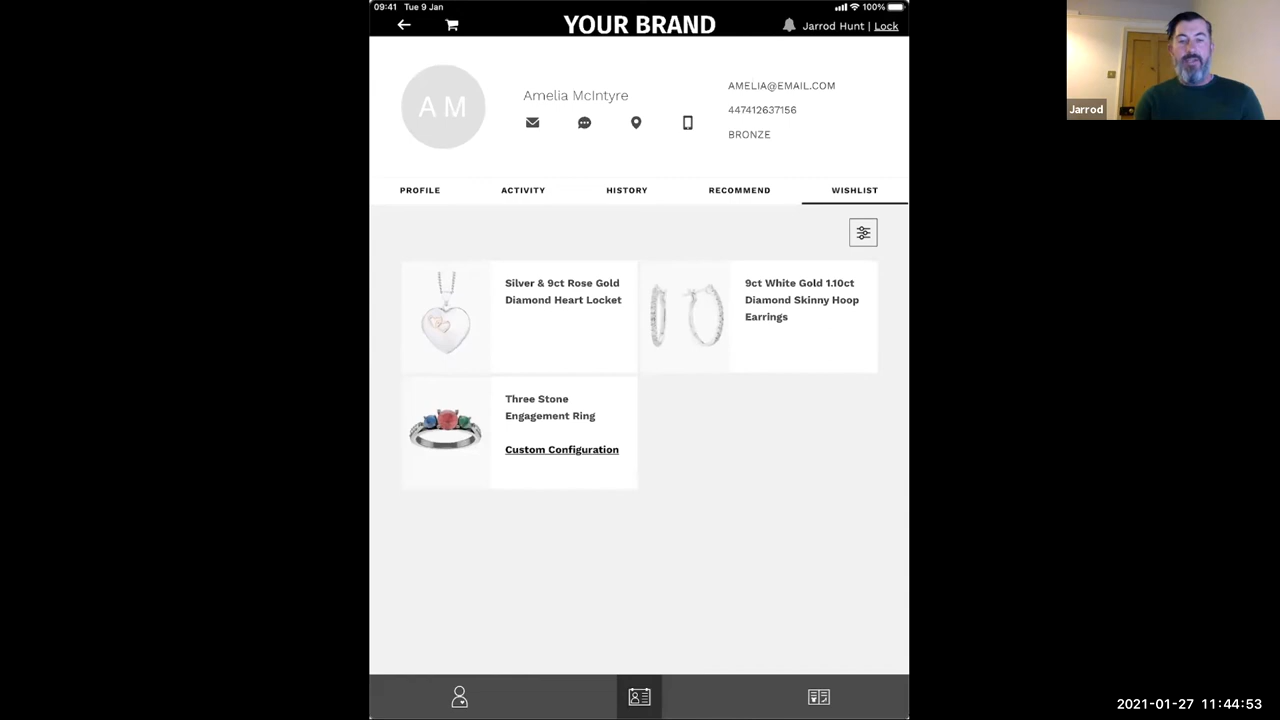 09:41 Tue 9 Jan
100%
YOUR BRAND
Jarrod Hunt | Lock
A M
Amelia McIntyre
AMELIA@EMAIL.COM
447412637156
BRONZE
PROFILE
ACTIVITY
HISTORY
RECOMMEND
WISHLIST
Silver & 9ct Rose Gold
Diamond Heart Locket
9ct White Gold 1.10ct
Diamond Skinny Hoop
Earrings
Three Stone
Engagement Ring
Custom Configuration
Jarrod
2021-01-27 11:44:53